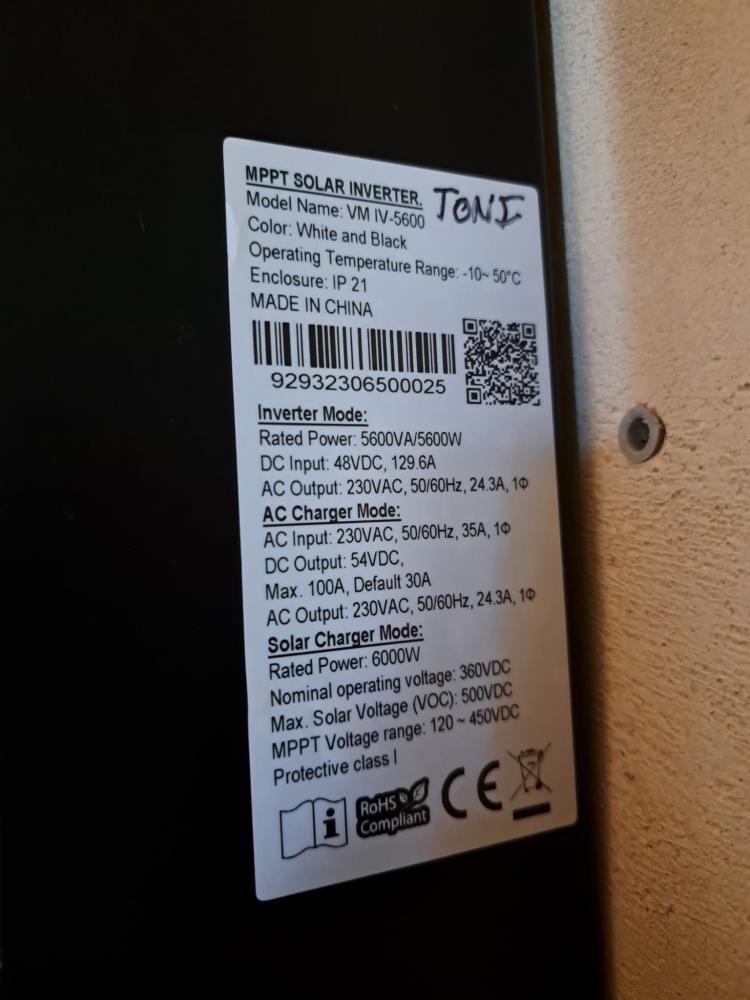 MPPT SOLAR INVERTER. TONI
Model Name: VM IV-5600
Color: White and Black
Operating Temperature Range: -10~ 50°C
Enclosure: IP 21
MADE IN CHINA
92932306500025
Inverter Mode:
Rated Power: 5600VA/5600W
DC Input: 48VDC, 129.6A
AC Output: 230VAC, 50/60Hz, 24.3A, 1Φ
AC Charger Mode:
AC Input: 230VAC, 50/60Hz, 35A, 1Φ
DC Output: 54VDC,
Max. 100A, Default 30A
AC Output: 230VAC, 50/60Hz, 24.3A, 1Φ
Solar Charger Mode:
Rated Power: 6000W
Nominal operating voltage: 360VDC
Max. Solar Voltage (VOC): 500VDC
MPPT Voltage range: 120 ~ 450VDC
Protective class I
RoHS
Compliant
CE